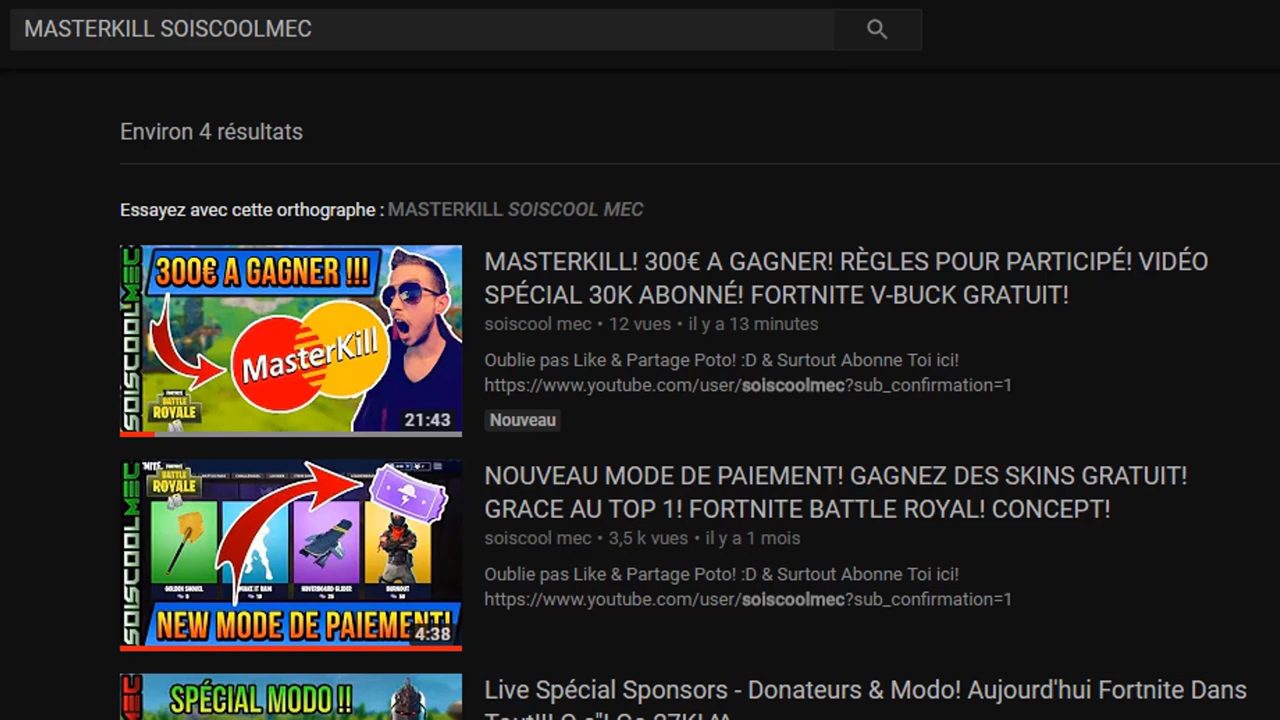 MASTERKILL SOISCOOLMEC
Environ 4 résultats
Essayez avec cette orthographe : MASTERKILL SOISCOOL MEC
SOISCOOLMEC
300€ A GAGNER !!!
MasterKill
BATTLE
ROYALE
21:43
MASTERKILL! 300€ A GAGNER! RÈGLES POUR PARTICIPÉ! VIDÉO
SPÉCIAL 30K ABONNÉ! FORTNITE V-BUCK GRATUIT!
soiscool mec • 12 vues • il y a 13 minutes
Oublie pas Like & Partage Poto! :D & Surtout Abonne Toi ici!
https://www.youtube.com/user/soiscoolmec?sub_confirmation=1
Nouveau
SOISCOOLMEC
BATTLE
ROYALE
GOLDEN SHOVEL
MAKE IT RAIN
HOVERBOARD GLIDER
BURNOUT
NEW MODE DE PAIEMENT!
4:38
NOUVEAU MODE DE PAIEMENT! GAGNEZ DES SKINS GRATUIT!
GRACE AU TOP 1! FORTNITE BATTLE ROYAL! CONCEPT!
soiscool mec • 3,5 k vues • il y a 1 mois
Oublie pas Like & Partage Poto! :D & Surtout Abonne Toi ici!
https://www.youtube.com/user/soiscoolmec?sub_confirmation=1
SPÉCIAL MODO !!
Live Spécial Sponsors - Donateurs & Modo! Aujourd'hui Fortnite Dans